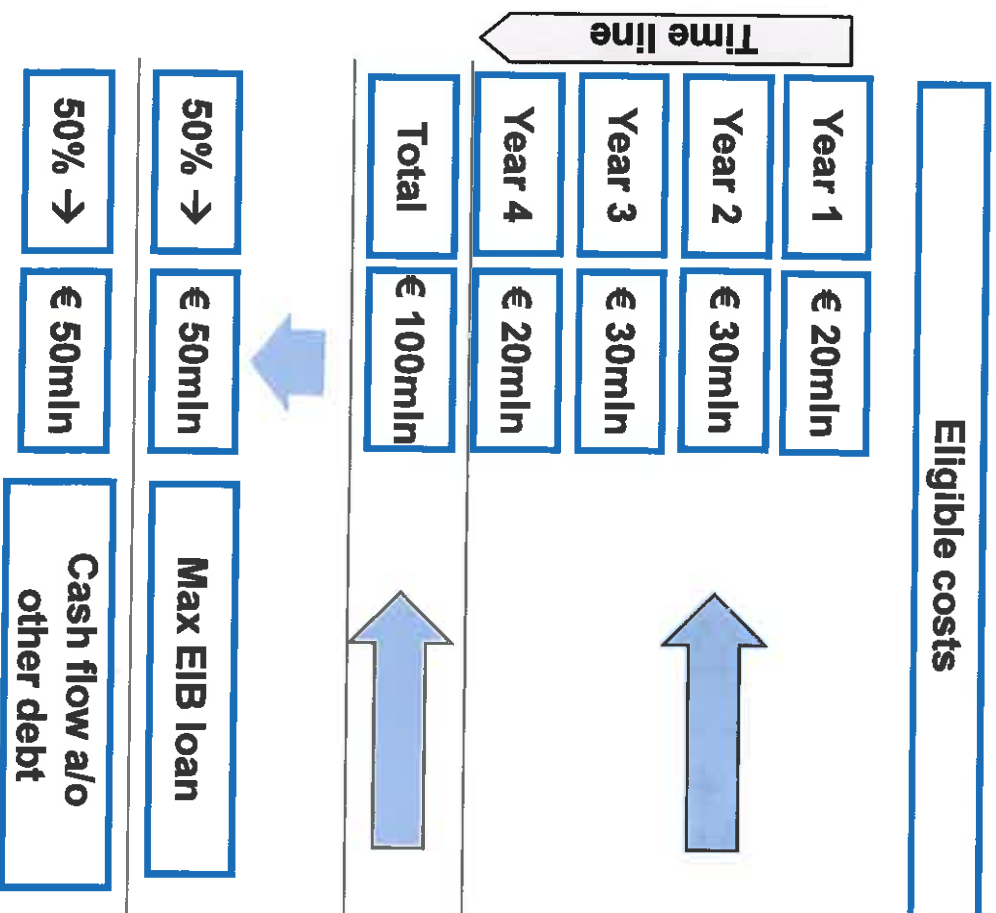 Eligible costs
Time line
Year 1
€ 20mln
Year 2
€ 30mln
Year 3
€ 30mln
Year 4
€ 20mln
Total
€ 100mln
50% →
€ 50mln
Max EIB loan
50% →
€ 50mln
Cash flow a/o
other debt